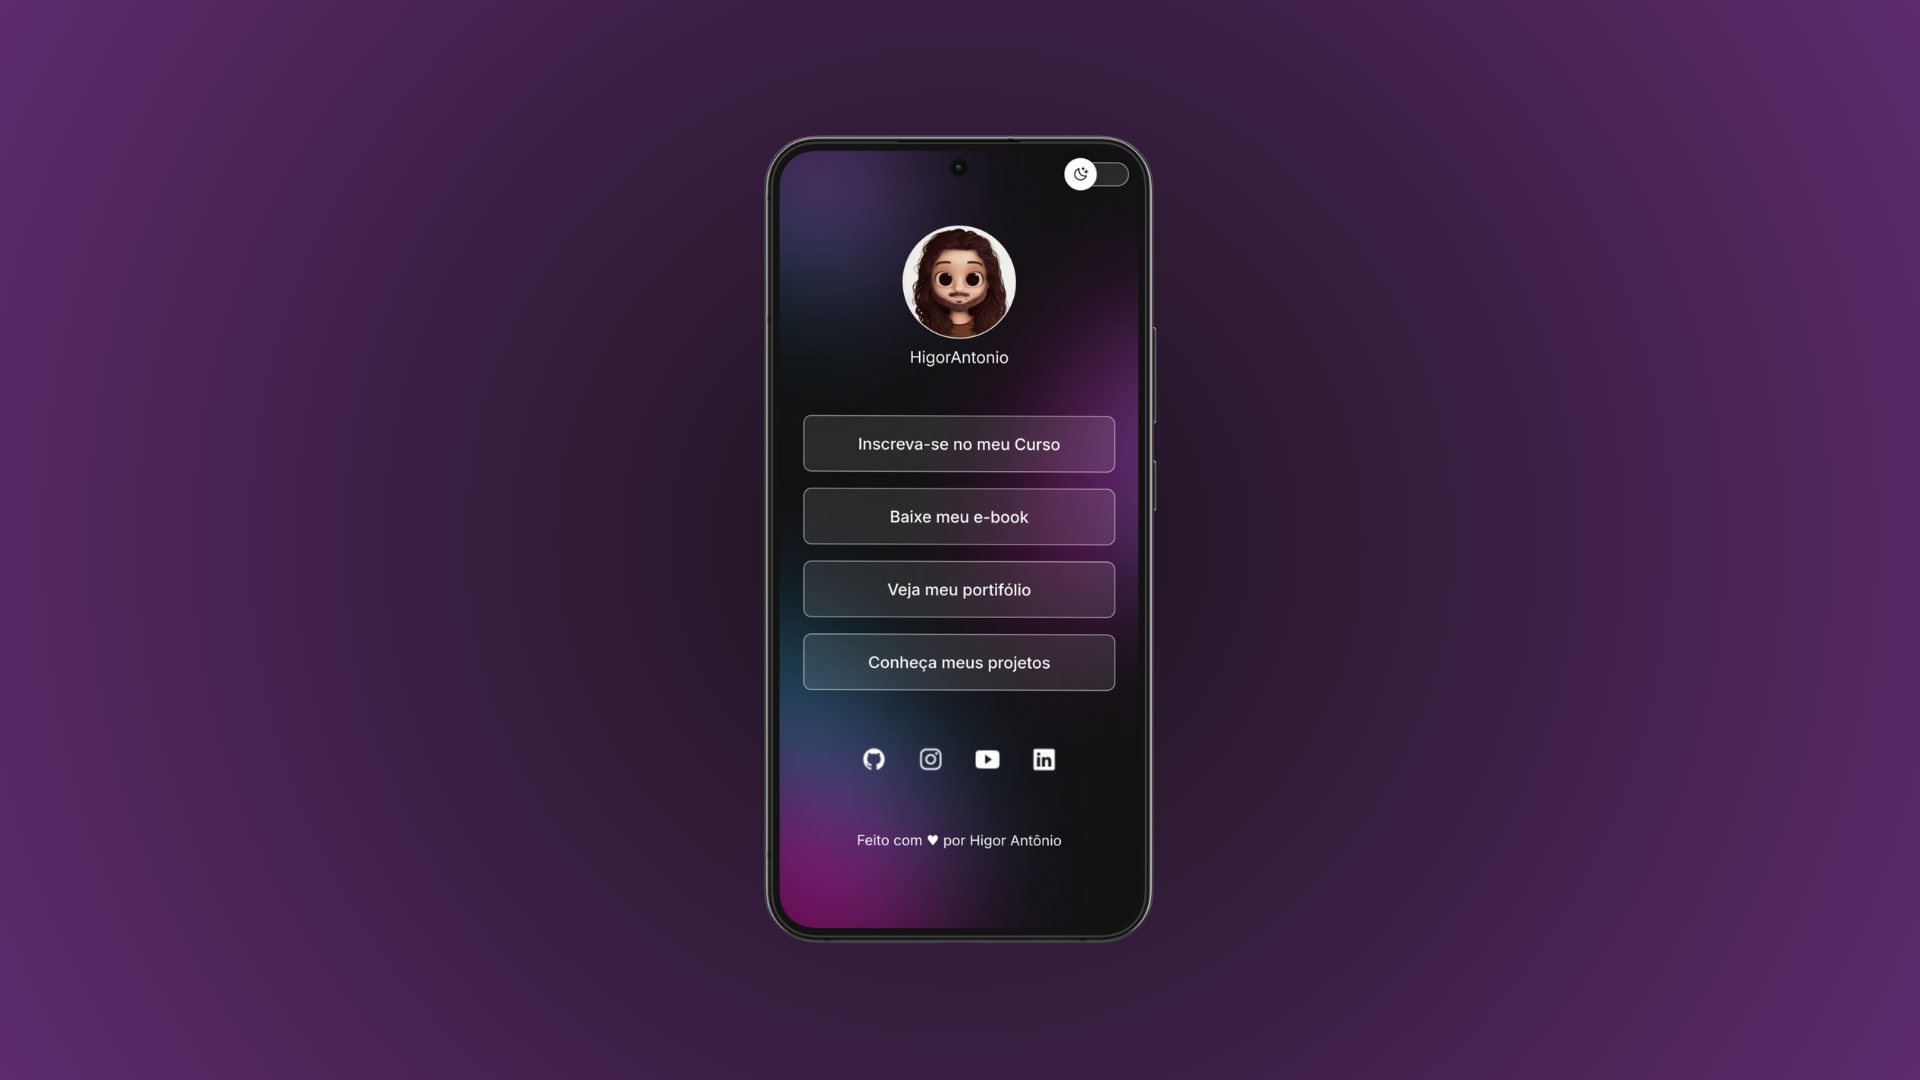 HigorAntonio
Inscreva-se no meu Curso
Baixe meu e-book
Veja meu portifólio
Conheça meus projetos
in
Feito com ♥ por Higor Antônio